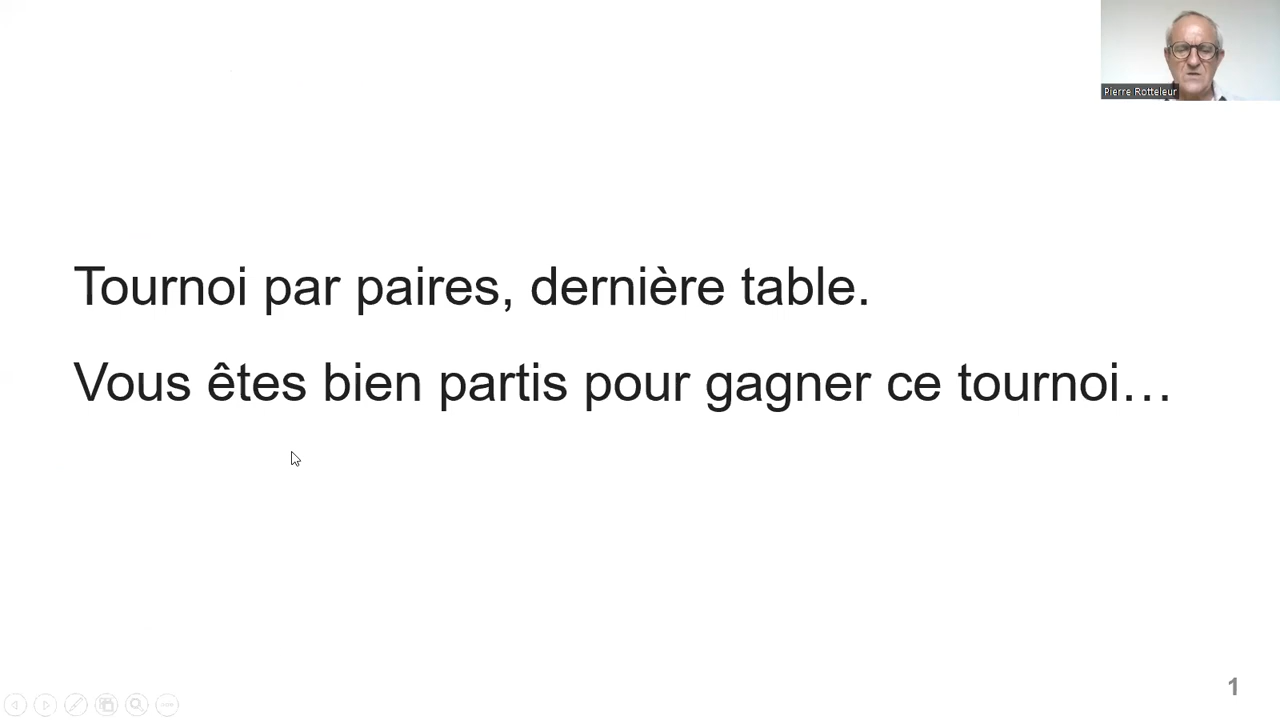 Pierre Rotteleur
Tournoi par paires, dernière table.
Vous êtes bien partis pour gagner ce tournoi…
1